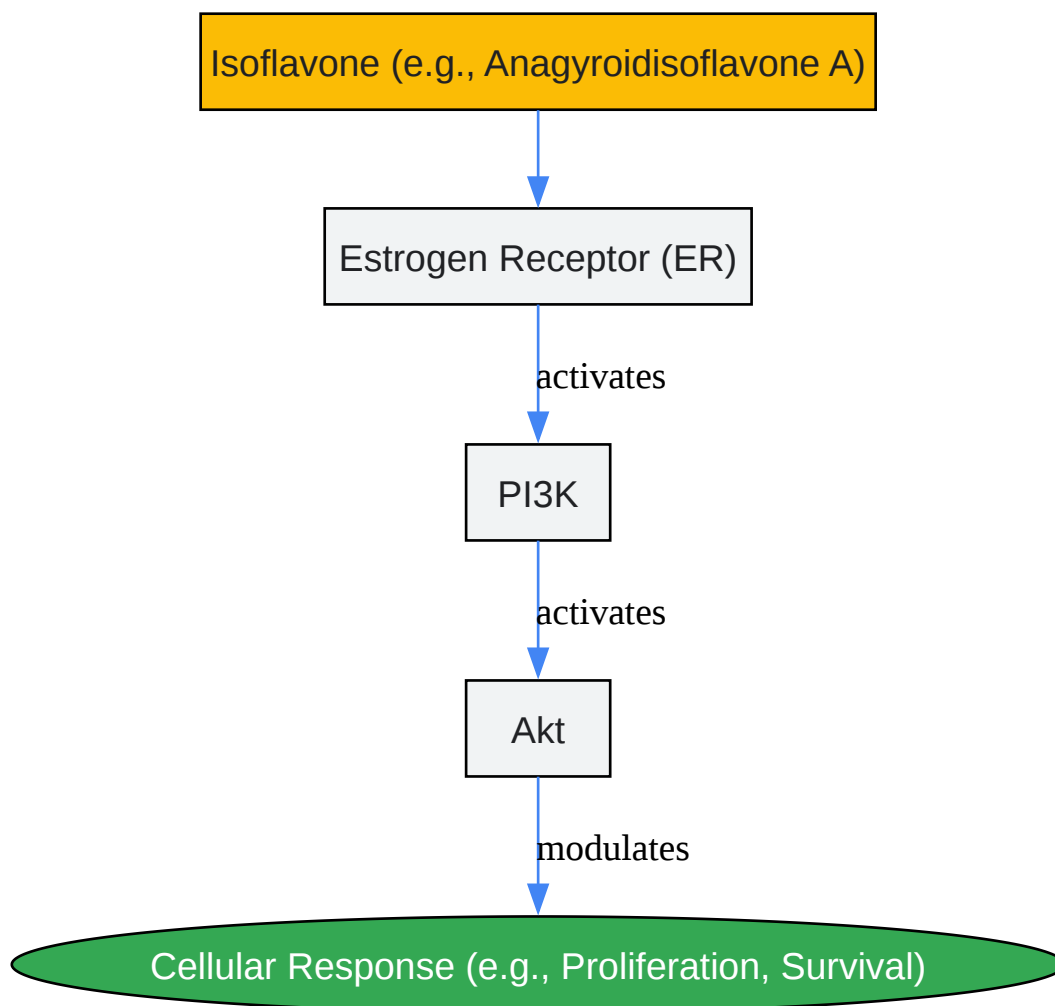 Isoflavone (e.g., Anagyroidisoflavone A)
Estrogen Receptor (ER)
activates
PI3K
activates
Akt
modulates
Cellular Response (e.g., Proliferation, Survival)